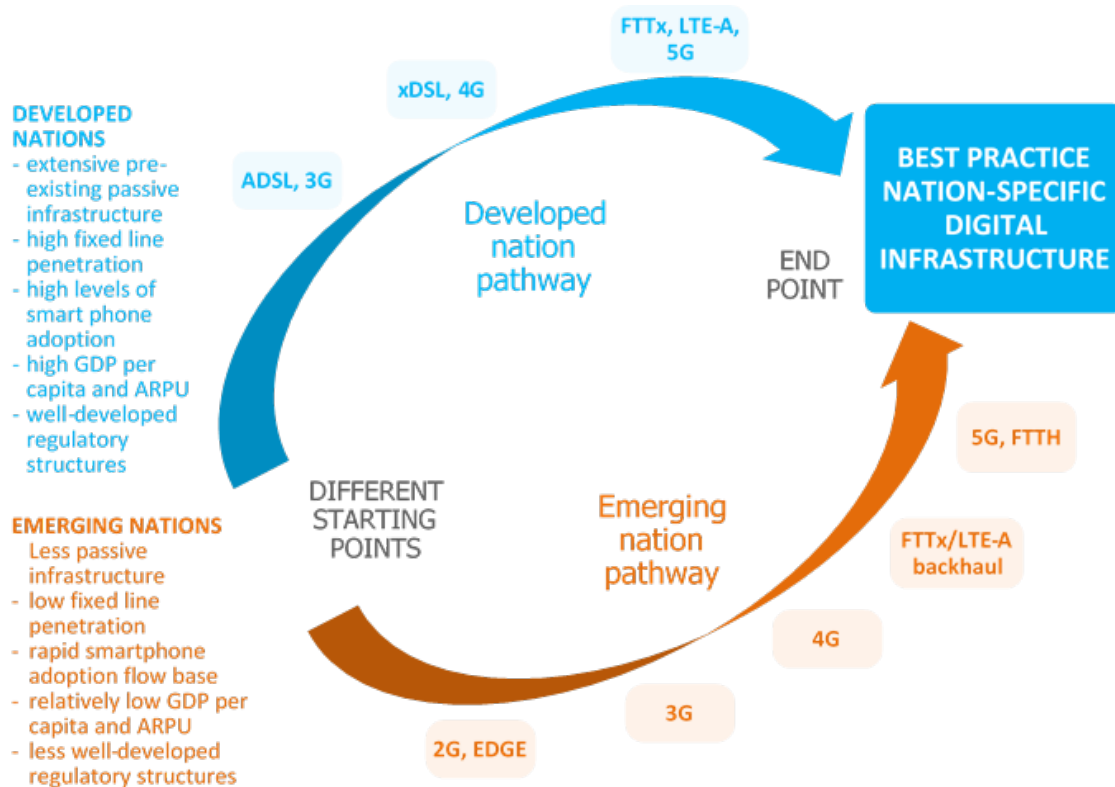 FTTx, LTE-A,
5G
xDSL, 4G
ADSL, 3G
DEVELOPED
NATIONS
- extensive pre-
existing passive
infrastructure
- high fixed line
penetration
- high levels of
smart phone
adoption
- high GDP per
capita and ARPU
- well-developed
regulatory
structures
Developed
nation
pathway
END
POINT
BEST PRACTICE
NATION-SPECIFIC
DIGITAL
INFRASTRUCTURE
DIFFERENT
STARTING
POINTS
EMERGING NATIONS
Less passive
infrastructure
- low fixed line
penetration
- rapid smartphone
adoption flow base
- relatively low GDP per
capita and ARPU
- less well-developed
regulatory structures
Emerging
nation
pathway
5G, FTTH
FTTx/LTE-A
backhaul
4G
3G
2G, EDGE